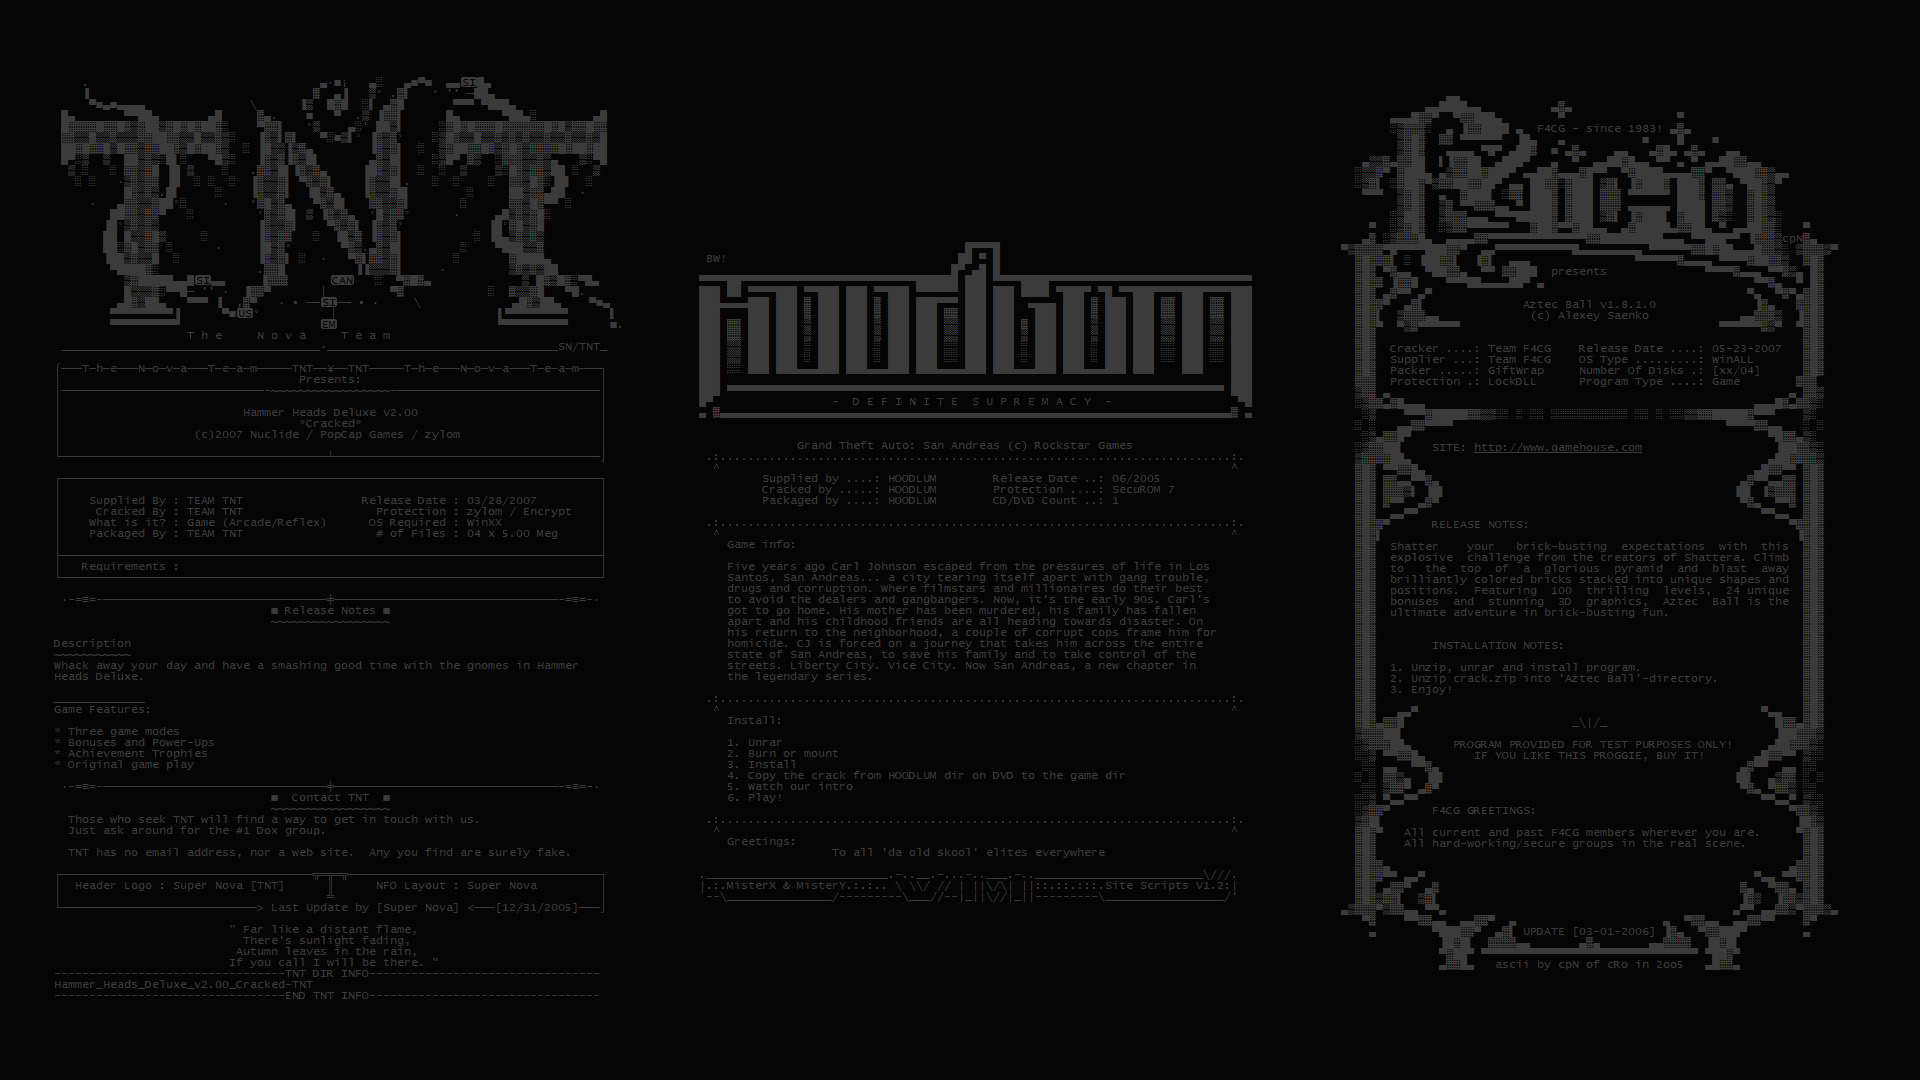 SI
SI
CAN
SI
US
EM
The Nova Team
SN/TNT_
T-h-e N-o-v-a T-e-a-m TNT ¥ TNT T-h-e N-o-v-a T-e-a-m
Presents:
Hammer Heads Deluxe v2.00
*Cracked*
(c)2007 Nuclide / PopCap Games / zylom
Supplied By : TEAM TNT Release Date : 03/28/2007
Cracked By : TEAM TNT Protection : zylom / Encrypt
What is it? : Game (Arcade/Reflex) OS Required : WinXX
Packaged By : TEAM TNT # of Files : 04 x 5.00 Meg
Requirements :
■ Release Notes ■
Description
Whack away your day and have a smashing good time with the gnomes in Hammer
Heads Deluxe.
Game Features:
* Three game modes
* Bonuses and Power-Ups
* Achievement Trophies
* Original game play
■ Contact TNT ■
Those who seek TNT will find a way to get in touch with us.
Just ask around for the #1 Dox group.
TNT has no email address, nor a web site. Any you find are surely fake.
Header Logo : Super Nova [TNT] NFO Layout : Super Nova
> Last Update by [Super Nova] <——[12/31/2005]
" Far like a distant flame,
There's sunlight fading,
Autumn leaves in the rain,
If you call I will be there. "
---------------------------------TNT DIR INFO---------------------------------
Hammer_Heads_Deluxe_v2.00_Cracked-TNT
---------------------------------END TNT INFO---------------------------------
BW!
HOODLUM
- DEFINITE SUPREMACY -
Grand Theft Auto: San Andreas (c) Rockstar Games
Supplied by ....: HOODLUM Release Date ..: 06/2005
Cracked by .....: HOODLUM Protection ....: SecuROM 7
Packaged by ....: HOODLUM CD/DVD Count ..: 1
Game info:
Five years ago Carl Johnson escaped from the pressures of life in Los
Santos, San Andreas... a city tearing itself apart with gang trouble,
drugs and corruption. Where filmstars and millionaires do their best
to avoid the dealers and gangbangers. Now, it's the early 90s. Carl's
got to go home. His mother has been murdered, his family has fallen
apart and his childhood friends are all heading towards disaster. On
his return to the neighborhood, a couple of corrupt cops frame him for
homicide. CJ is forced on a journey that takes him across the entire
state of San Andreas, to save his family and to take control of the
streets. Liberty City. Vice City. Now San Andreas, a new chapter in
the legendary series.
Install:
1. Unrar
2. Burn or mount
3. Install
4. Copy the crack from HOODLUM dir on DVD to the game dir
5. Watch our intro
6. Play!
Greetings:
To all 'da old skool' elites everywhere
|.:.MisterX & MisterY.:.:.. \ \\/ // | ||\/\| ||::.::.:::.Site Scripts V1.2:|
F4CG - since 1983!
cpN
presents
Aztec Ball v1.8.1.0
(c) Alexey Saenko
Cracker ....: Team F4CG Release Date ....: 05-23-2007
Supplier ...: Team F4CG OS Type .........: WinALL
Packer .....: GiftWrap Number Of Disks .: [xx/04]
Protection .: LockDLL Program Type ....: Game
SITE: http://www.gamehouse.com
RELEASE NOTES:
Shatter your brick-busting expectations with this
explosive challenge from the creators of Shattera. Climb
to the top of a glorious pyramid and blast away
brilliantly colored bricks stacked into unique shapes and
positions. Featuring 100 thrilling levels, 24 unique
bonuses and stunning 3D graphics, Aztec Ball is the
ultimate adventure in brick-busting fun.
INSTALLATION NOTES:
1. Unzip, unrar and install program.
2. Unzip crack.zip into 'Aztec Ball'-directory.
3. Enjoy!
_\|/_
PROGRAM PROVIDED FOR TEST PURPOSES ONLY!
IF YOU LIKE THIS PROGGIE, BUY IT!
F4CG GREETINGS:
All current and past F4CG members wherever you are.
All hard-working/secure groups in the real scene.
UPDATE [03-01-2006]
ascii by cpN of cRo in 2oo5